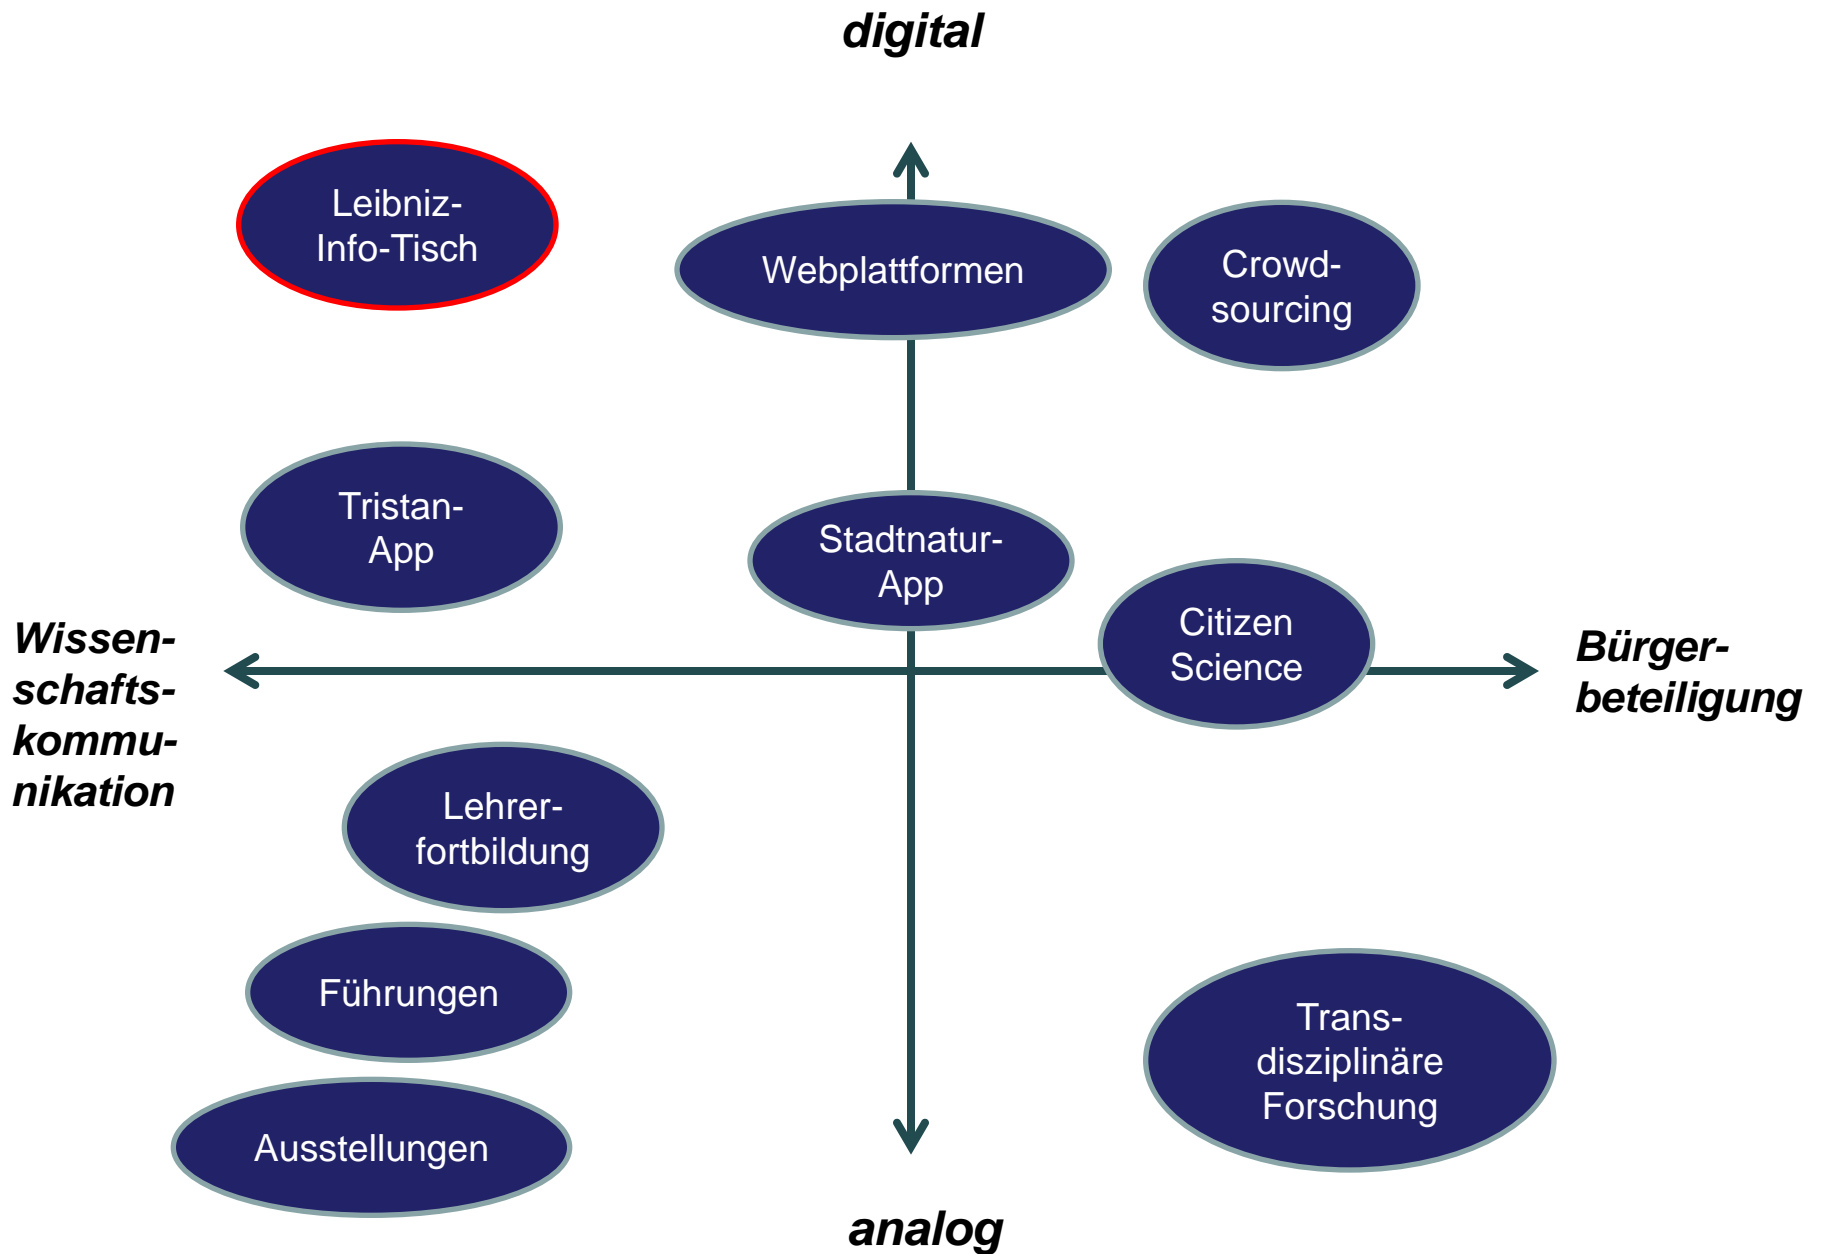 digital
Leibniz-
Info-Tisch
Webplattformen
Crowd-
sourcing
Tristan-
App
Stadtnatur-
App
Citizen
Science
Wissen-
schafts-
kommu-
nikation
Bürger-
beteiligung
Lehrer-
fortbildung
Führungen
Trans-
disziplinäre
Forschung
Ausstellungen
analog